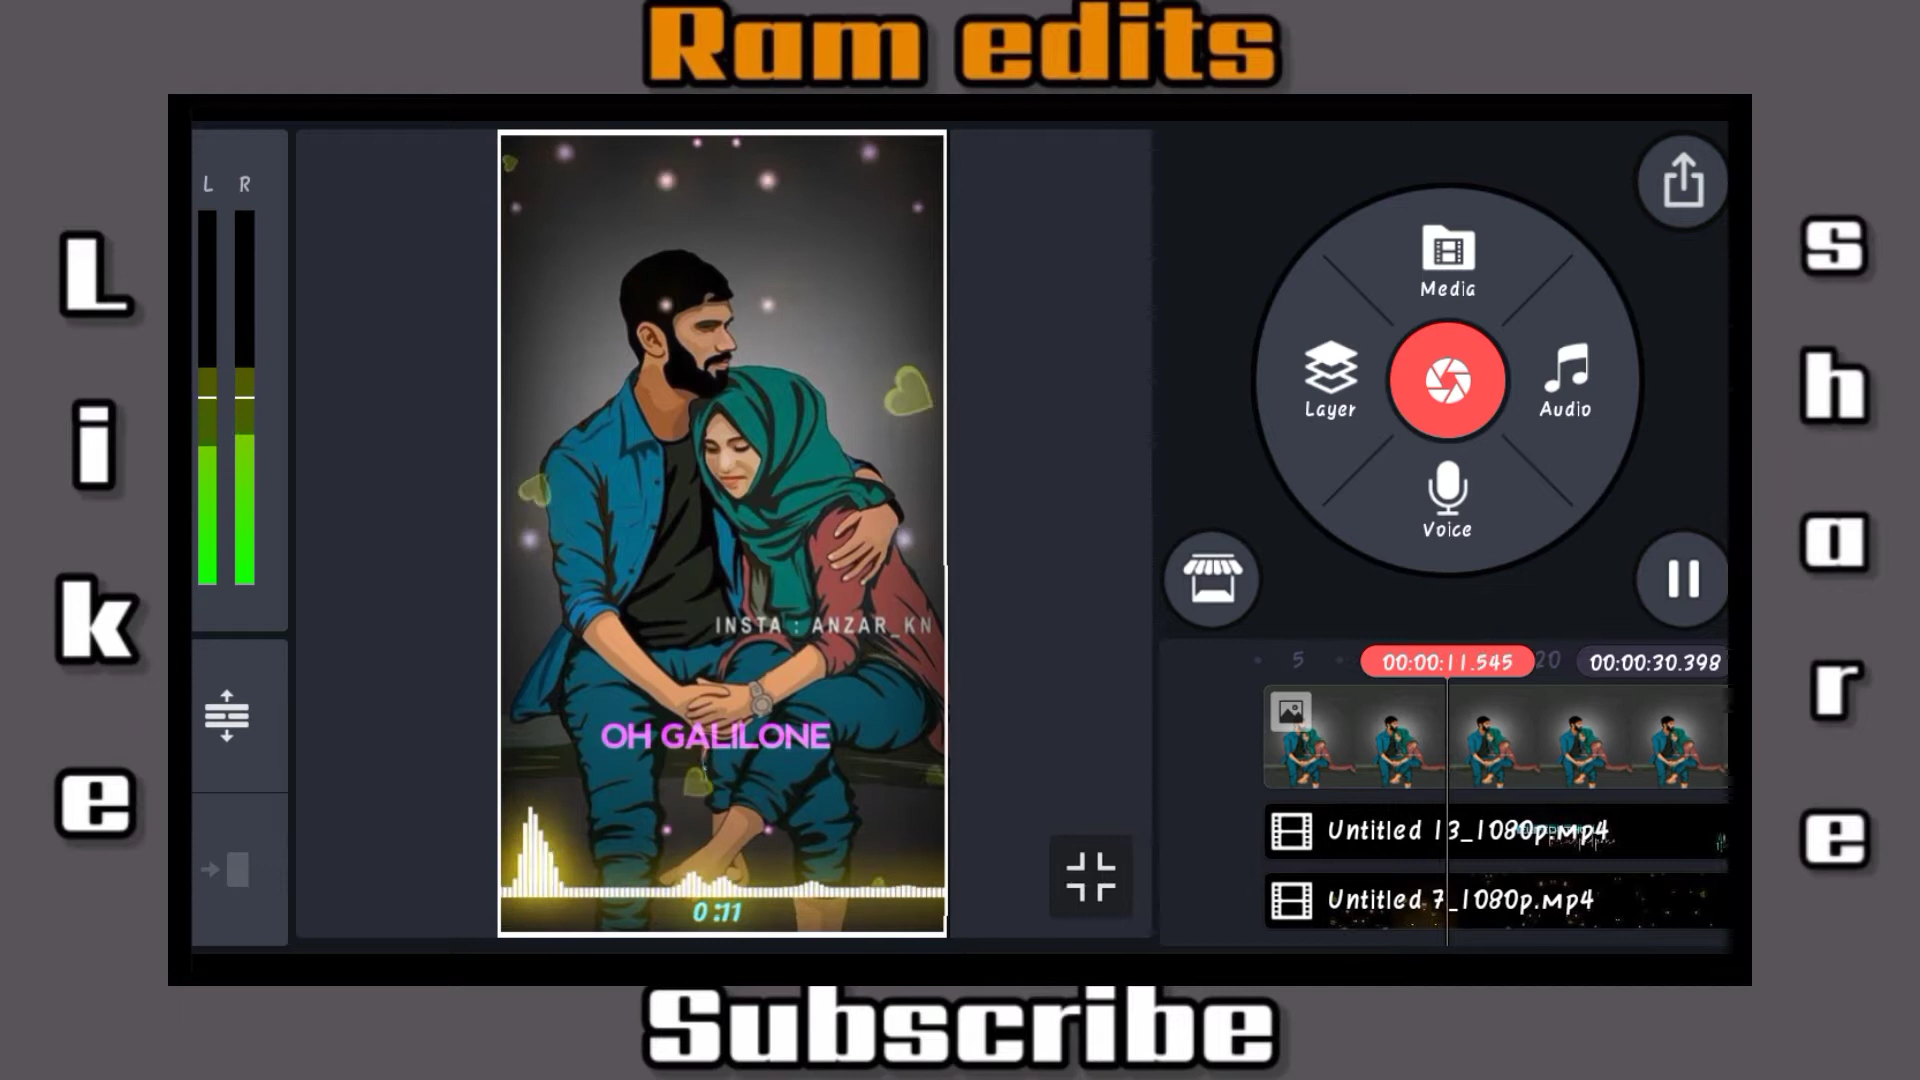 Ram edits
Like
L R
INSTA : ANZAR_KN
OH GALILONE
0:11
Media
Layer
Audio
Voice
5
00:00:11.545
20
00:00:30.398
Untitled 13_1080p.mp4
Untitled 7_1080p.mp4
share
Subscribe